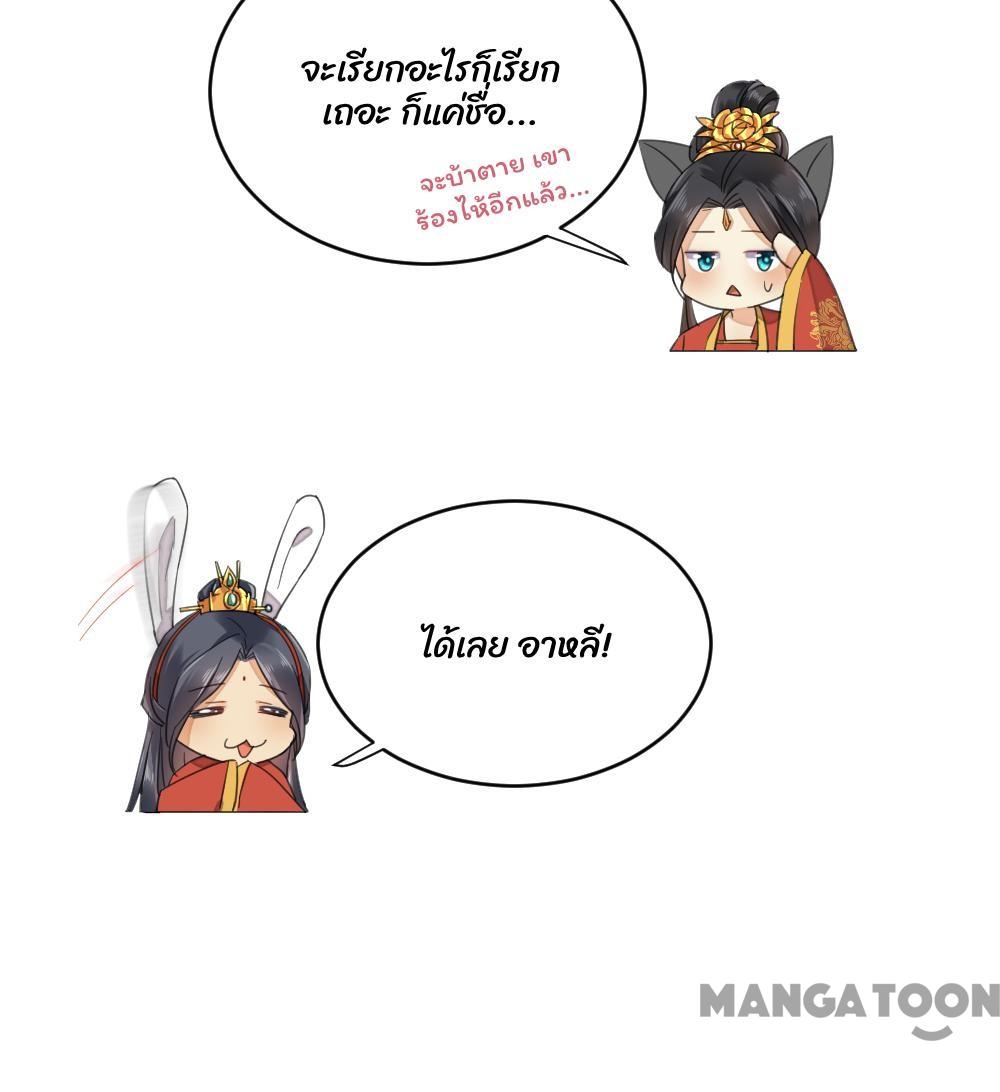 จะเรียกอะไรก็เรียก
เถอะ ก็แค่ชื่อ...
จะบ้าตาย เขา
ร้องไห้อีกแล้ว...
ได้เลย อาหลี!
MANGATOON